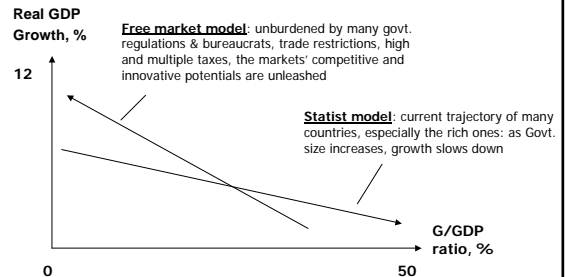 Real GDP
Growth, %
Free market model: unburdened by many govt.
regulations & bureaucrats, trade restrictions, high
and multiple taxes, the markets' competitive and
innovative potentials are unleashed
12
Statist model: current trajectory of many
countries, especially the rich ones: as Govt.
size increases, growth slows down
G/GDP
ratio, %
0
50